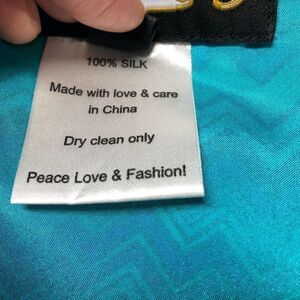 100% SILK
Made with love & care
in China
Dry clean only
Peace Love & Fashion!